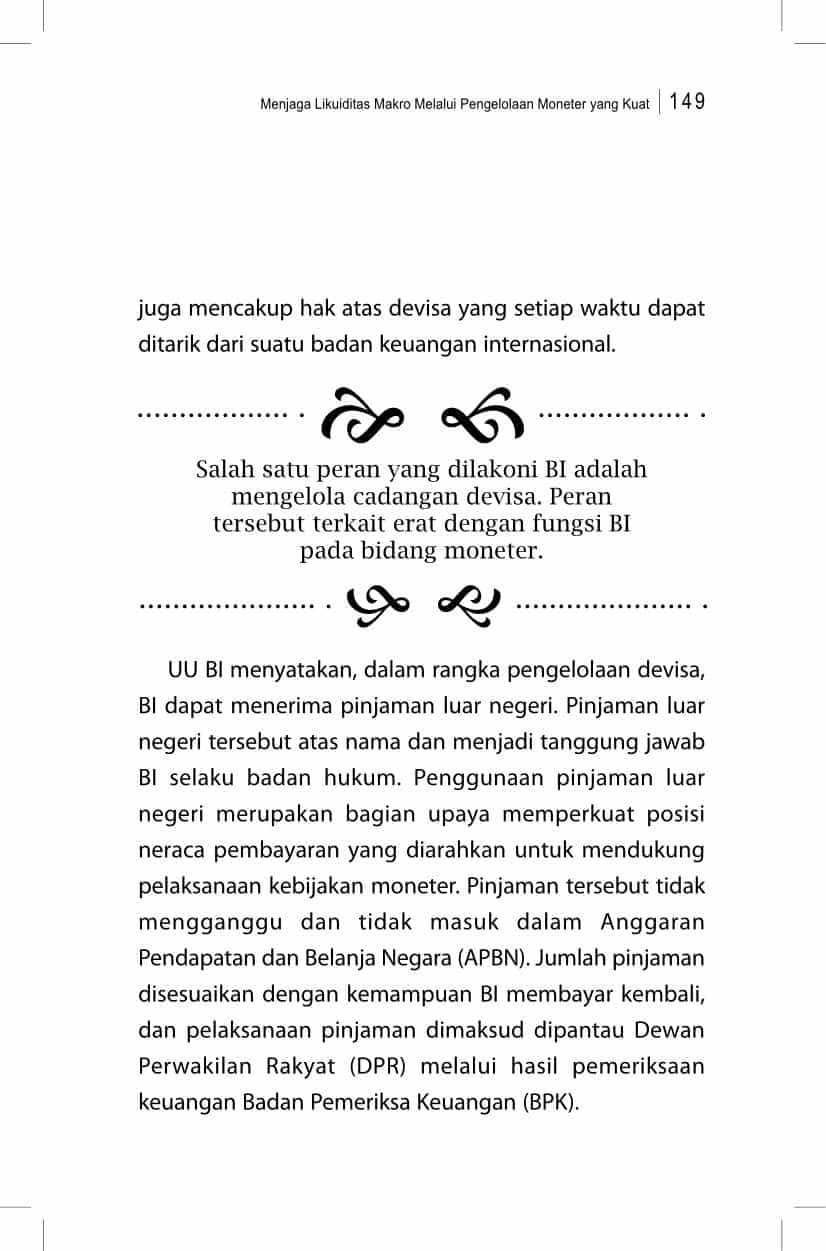 Menjaga Likuiditas Makro Melalui Pengelolaan Moneter yang Kuat 149
juga mencakup hak atas devisa yang setiap waktu dapat
ditarik dari suatu badan keuangan internasional.
Salah satu peran yang dilakoni BI adalah
mengelola cadangan devisa. Peran
tersebut terkait erat dengan fungsi BI
pada bidang moneter.
UU BI menyatakan, dalam rangka pengelolaan devisa,
BI dapat menerima pinjaman luar negeri. Pinjaman luar
negeri tersebut atas nama dan menjadi tanggung jawab
BI selaku badan hukum. Penggunaan pinjaman luar
negeri merupakan bagian upaya memperkuat posisi
neraca pembayaran yang diarahkan untuk mendukung
pelaksanaan kebijakan moneter. Pinjaman tersebut tidak
mengganggu dan tidak masuk dalam Anggaran
Pendapatan dan Belanja Negara (APBN). Jumlah pinjaman
disesuaikan dengan kemampuan BI membayar kembali,
dan pelaksanaan pinjaman dimaksud dipantau Dewan
Perwakilan Rakyat (DPR) melalui hasil pemeriksaan
keuangan Badan Pemeriksa Keuangan (BPK).